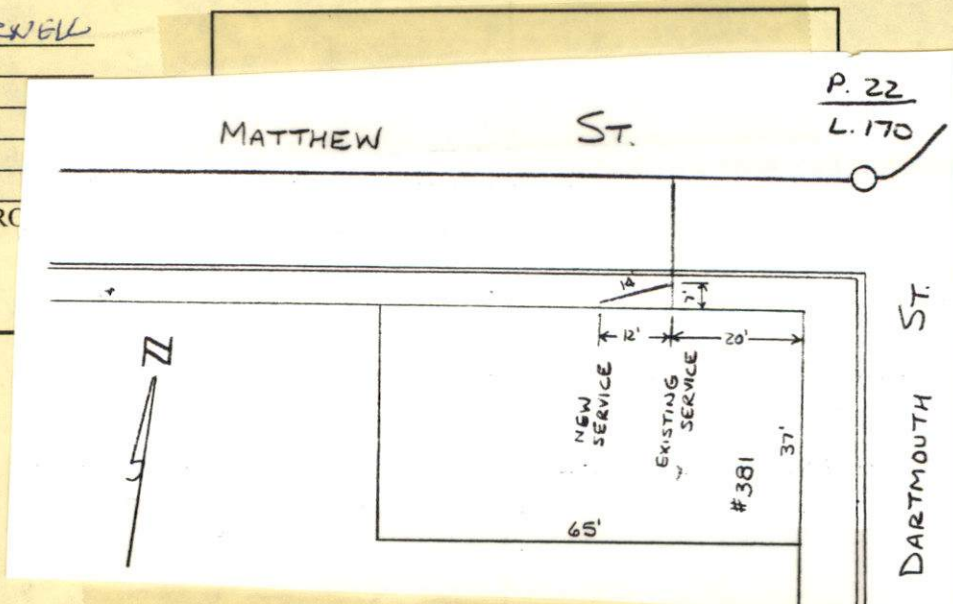 P. 22
L. 170
MATTHEW ST.
14
7'
12'
20'
NEW
SERVICE
EXISTING
SERVICE
#381
37'
65'
DARTMOUTH ST.
N